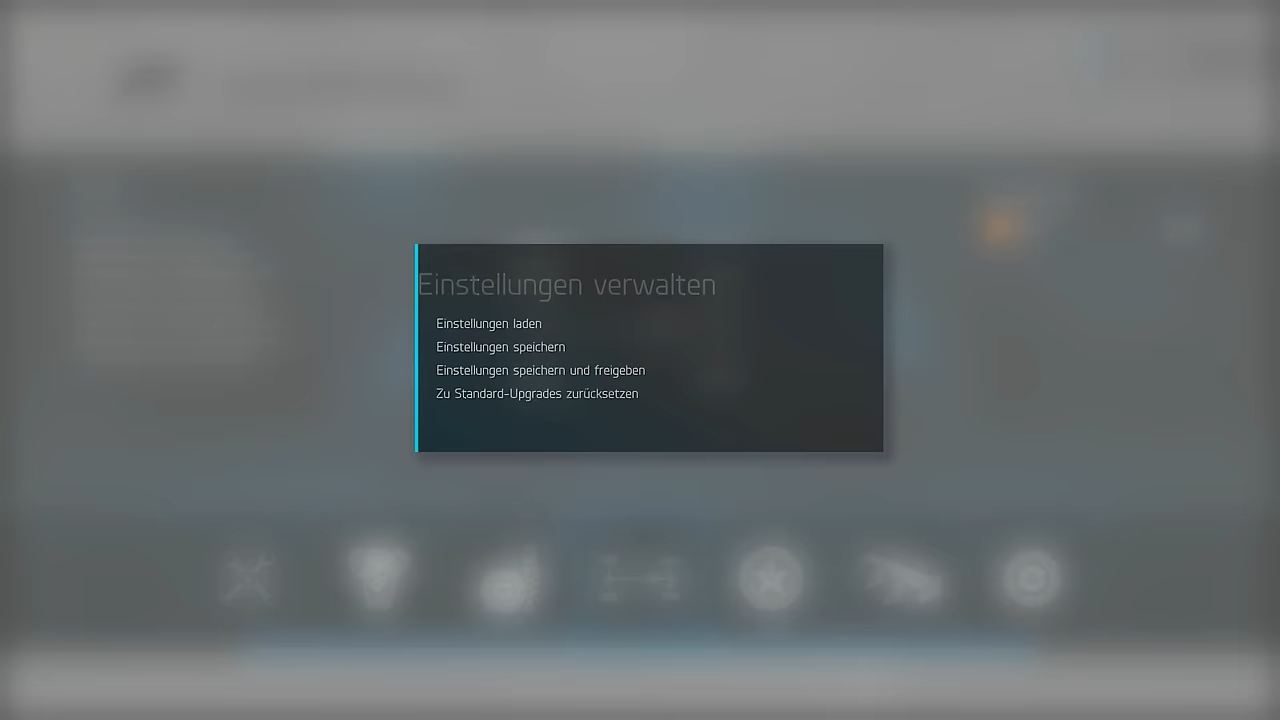 Einstellungen verwalten
Einstellungen laden
Einstellungen speichern
Einstellungen speichern und freigeben
Zu Standard-Upgrades zurücksetzen